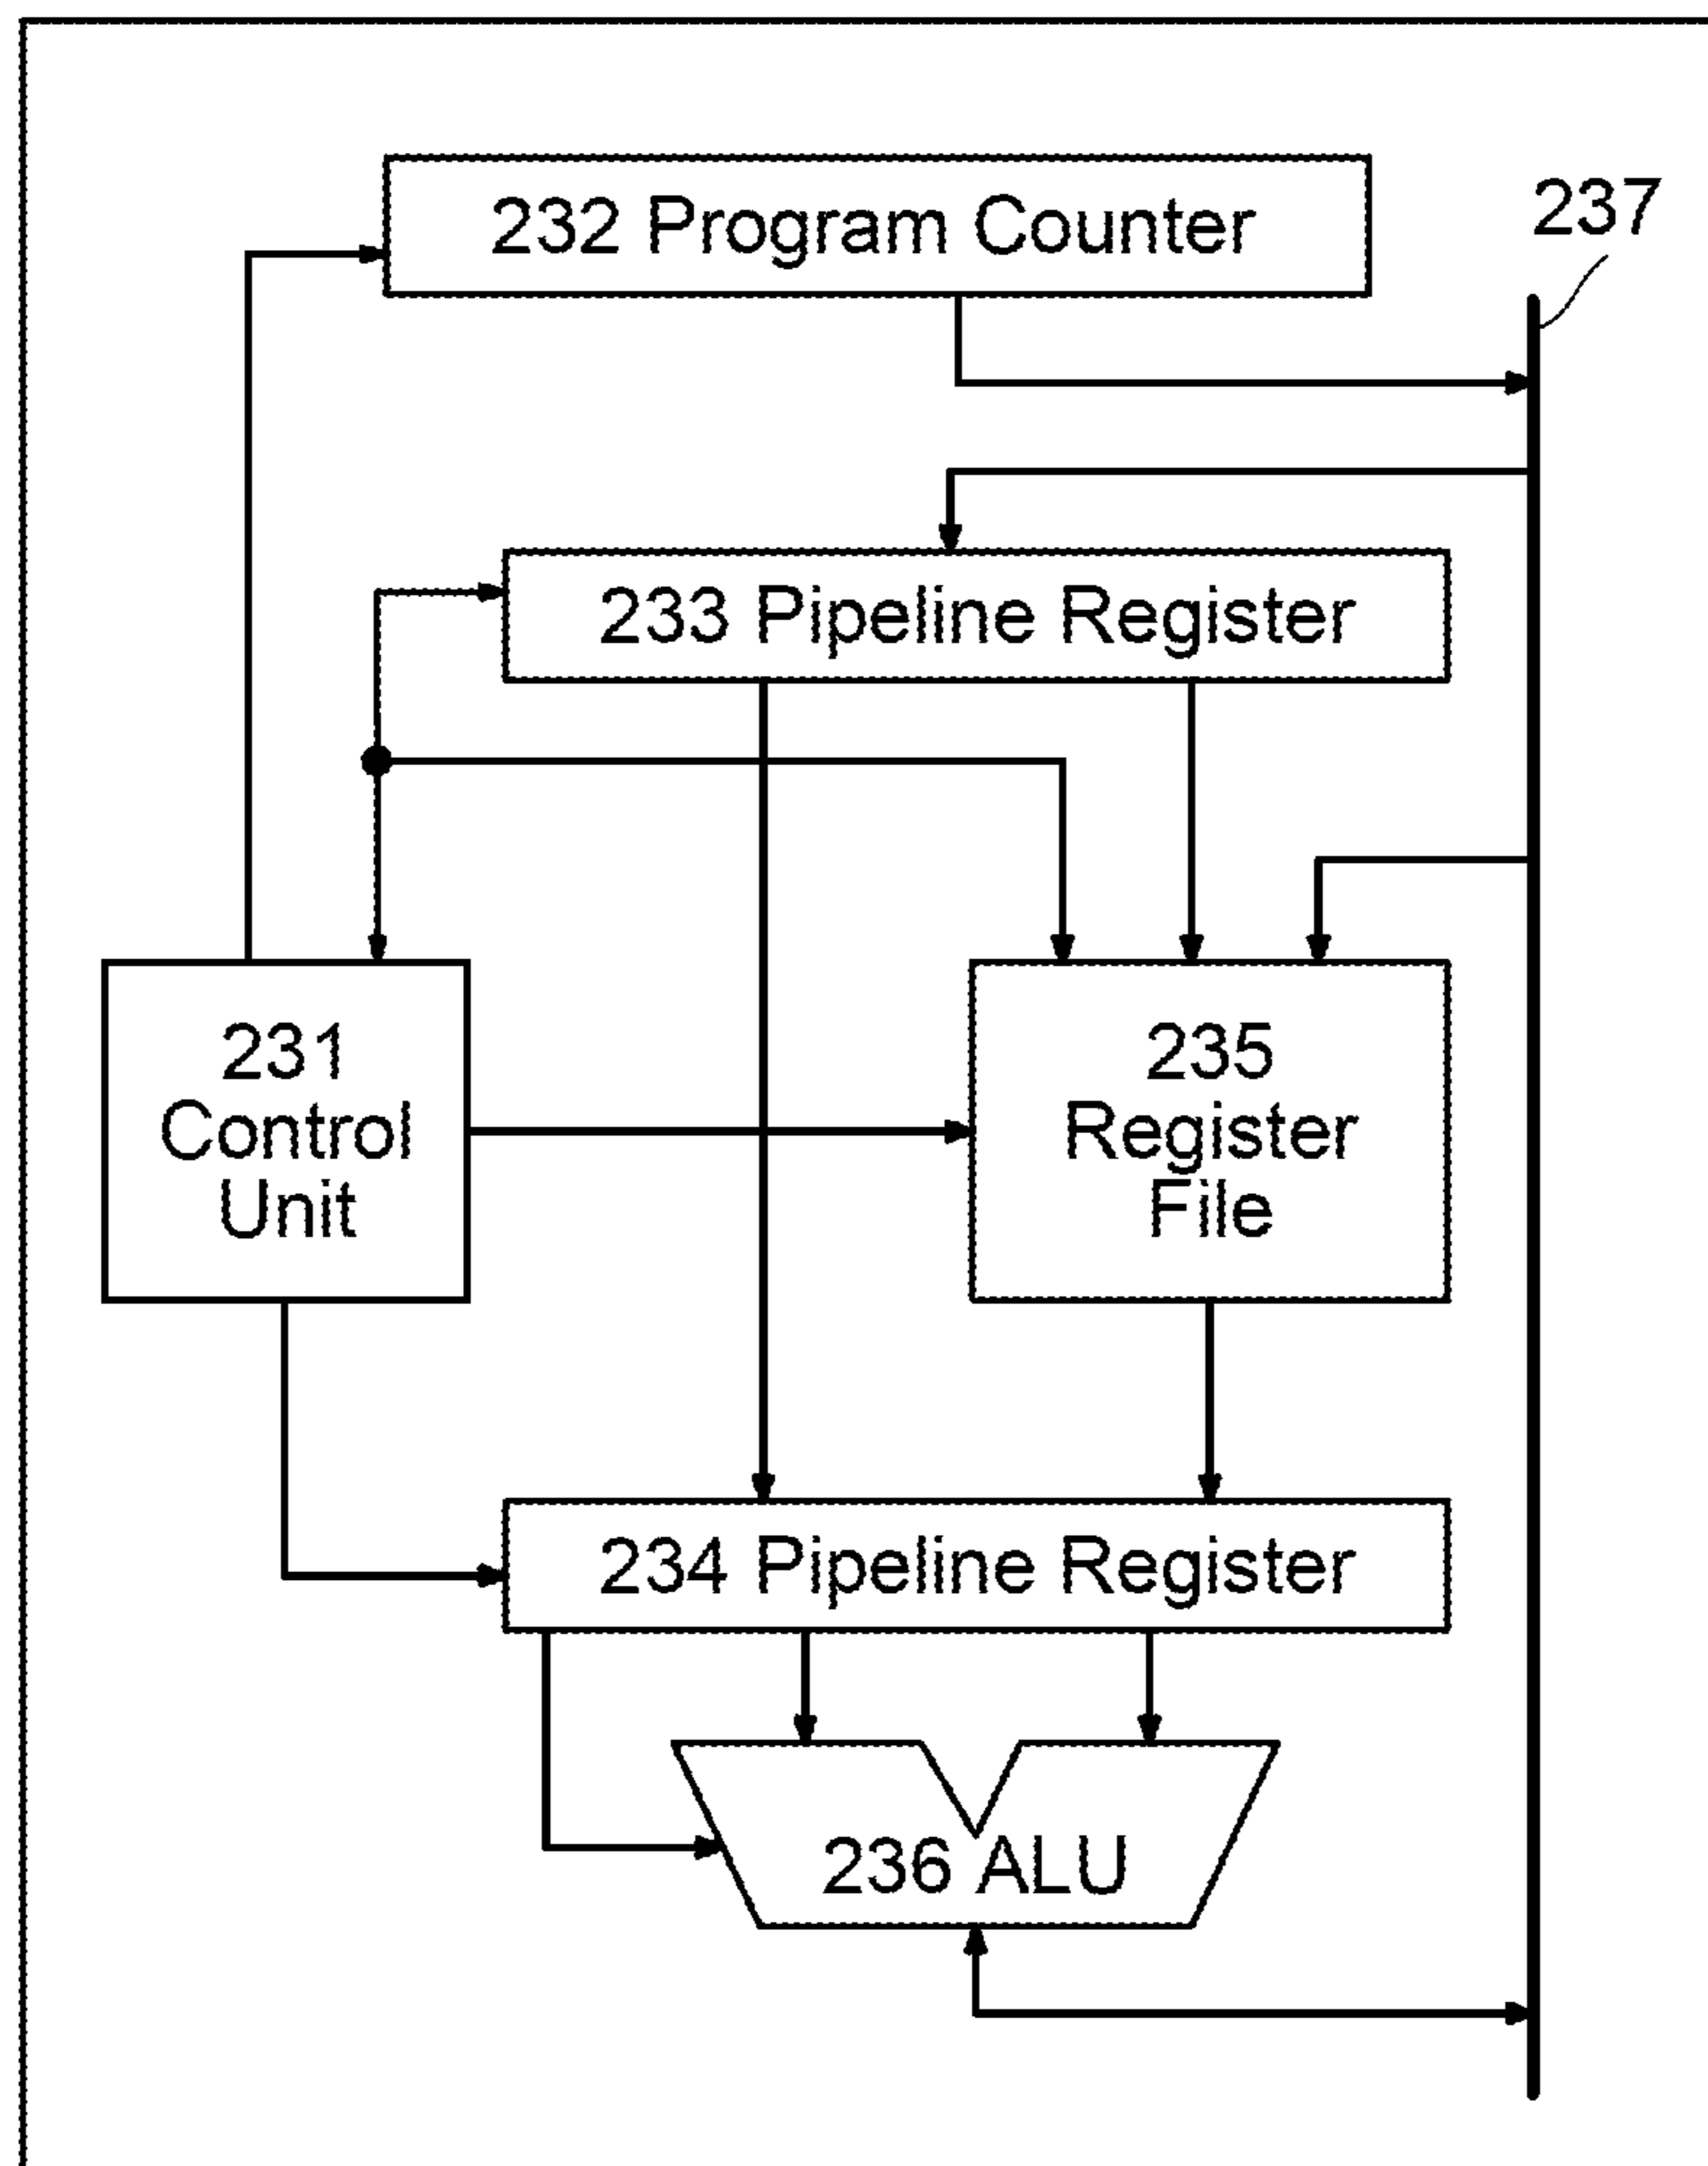 232 Program Counter
237
233 Pipeline Register
231
Control
Unit
235
Register
File
234 Pipeline Register
236 ALU